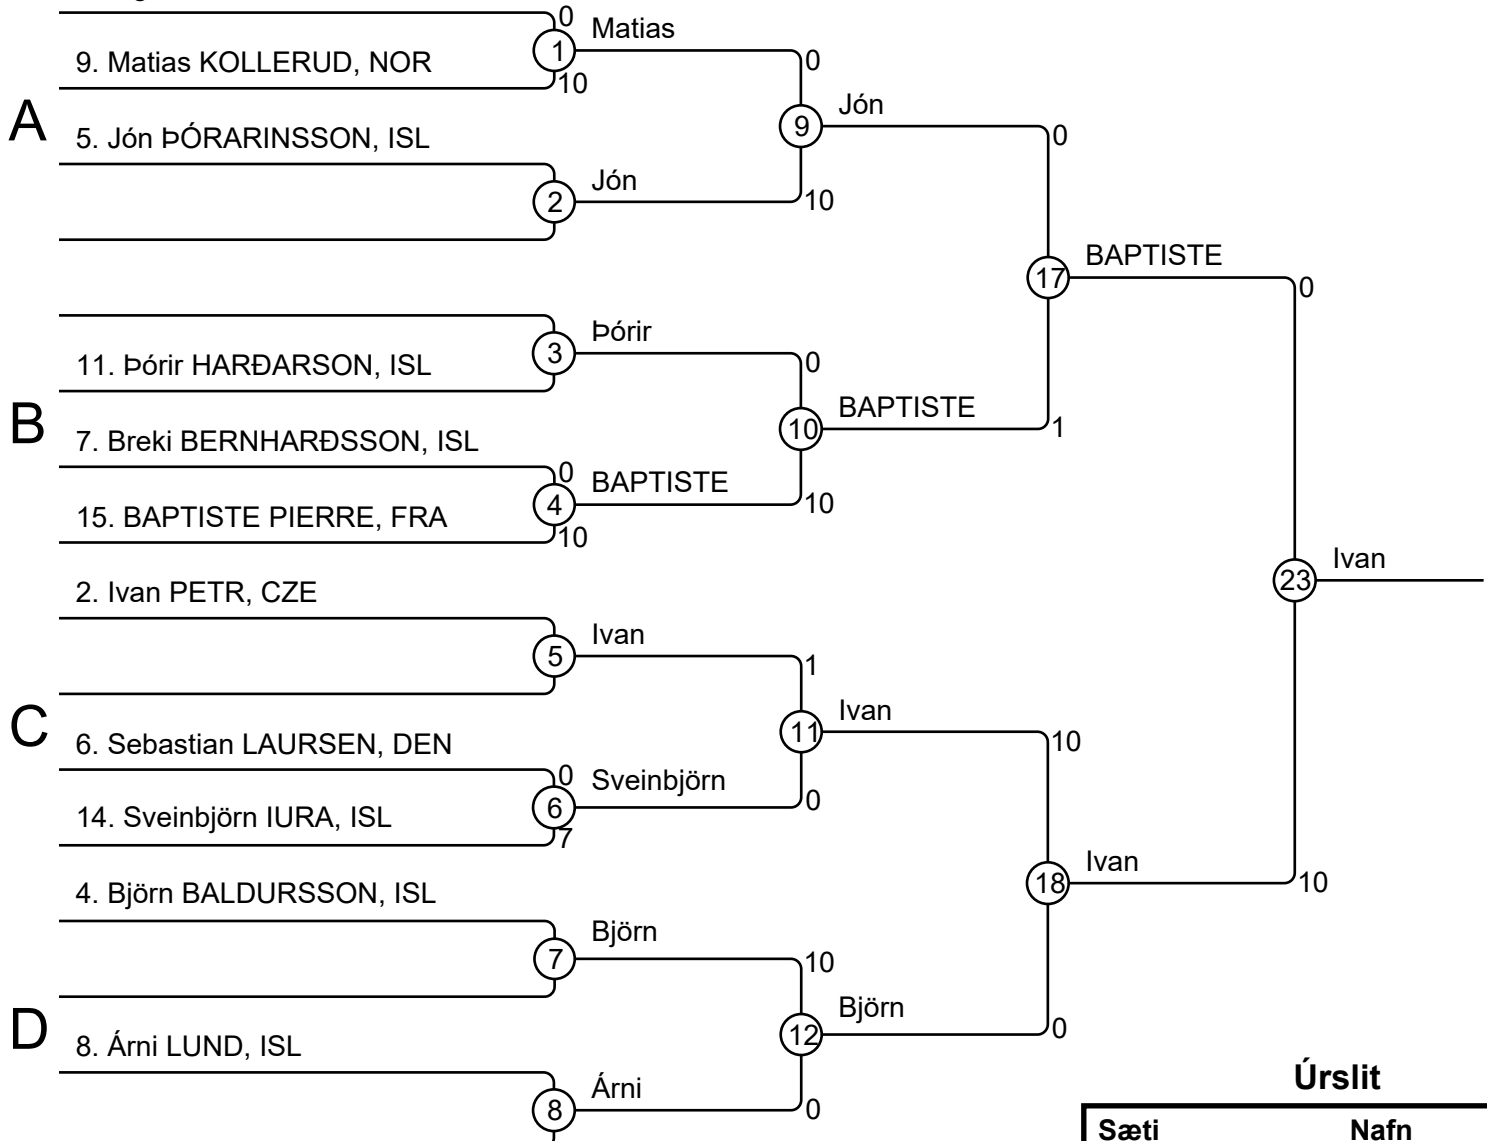 0
Matias
1
9. Matias KOLLERUD, NOR
10
0
A
Jón
9
5. Jón ÞÓRARINSSON, ISL
0
Jón
2
10
BAPTISTE
17
0
Þórir
3
11. Þórir HARÐARSON, ISL
0
B
BAPTISTE
10
1
7. Breki BERNHARÐSSON, ISL
0
BAPTISTE
4
15. BAPTISTE PIERRE, FRA
10
10
Ivan
23
2. Ivan PETR, CZE
Ivan
5
1
C
Ivan
11
10
6. Sebastian LAURSEN, DEN
0
Sveinbjörn
6
14. Sveinbjörn IURA, ISL
7
0
Ivan
18
10
4. Björn BALDURSSON, ISL
Björn
7
10
D
Björn
12
0
8. Árni LUND, ISL
Árni
8
0
Úrslit
Sæti Nafn